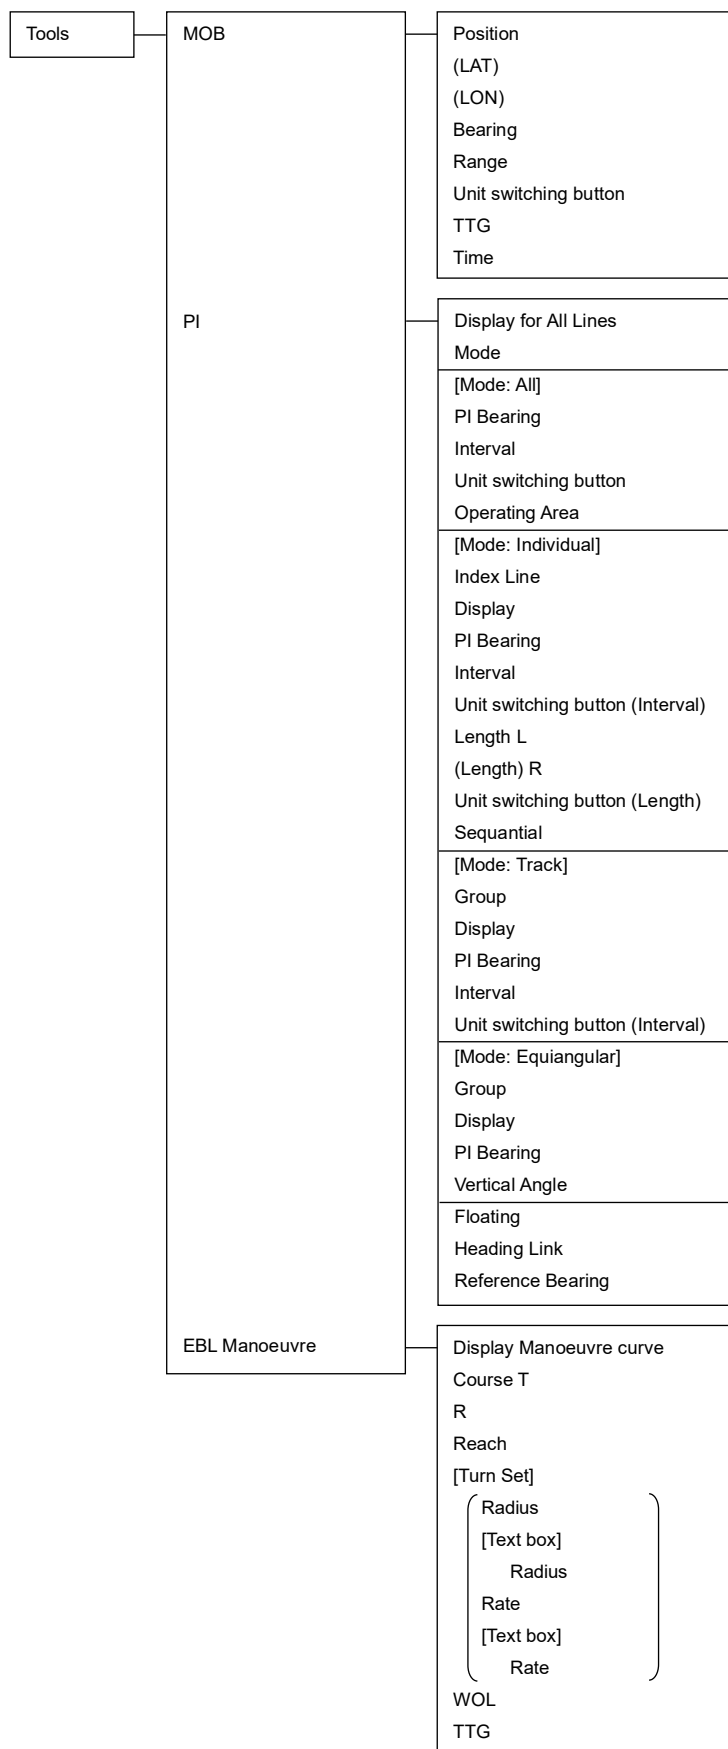 Tools
MOB
Position
(LAT)
(LON)
Bearing
Range
Unit switching button
TTG
Time
PI
Display for All Lines
Mode
[Mode: All]
PI Bearing
Interval
Unit switching button
Operating Area
[Mode: Individual]
Index Line
Display
PI Bearing
Interval
Unit switching button (Interval)
Length L
(Length) R
Unit switching button (Length)
Sequantial
[Mode: Track]
Group
Display
PI Bearing
Interval
Unit switching button (Interval)
[Mode: Equiangular]
Group
Display
PI Bearing
Vertical Angle
Floating
Heading Link
Reference Bearing
EBL Manoeuvre
Display Manoeuvre curve
Course T
R
Reach
[Turn Set]
Radius
[Text box]
Radius
Rate
[Text box]
Rate
WOL
TTG